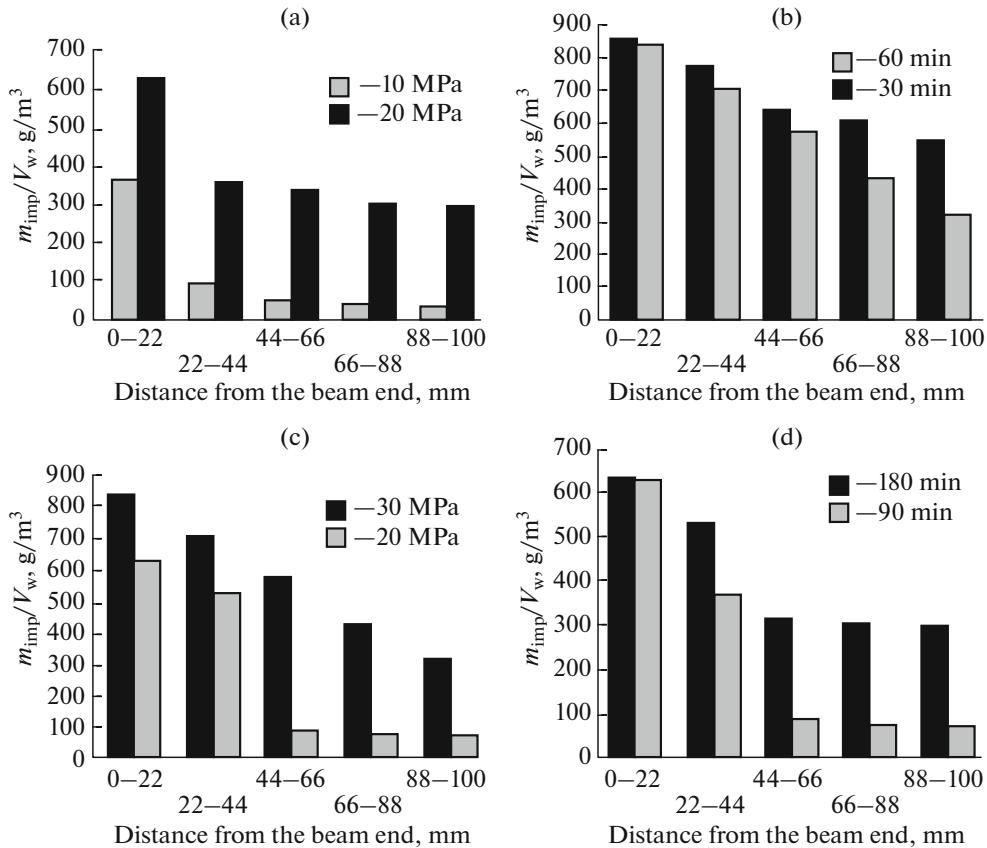 (a)
m_imp/V_w, g/m³
700
600
500
400
300
200
100
0
–10 MPa
–20 MPa
0–22
44–66
88–100
22–44
66–88
Distance from the beam end, mm
(b)
m_imp/V_w, g/m³
900
800
700
600
500
400
300
200
100
0
–60 min
–30 min
0–22
44–66
88–100
22–44
66–88
Distance from the beam end, mm
(c)
m_imp/V_w, g/m³
900
800
700
600
500
400
300
200
100
0
–30 MPa
–20 MPa
0–22
44–66
88–100
22–44
66–88
Distance from the beam end, mm
(d)
m_imp/V_w, g/m³
700
600
500
400
300
200
100
0
–180 min
–90 min
0–22
44–66
88–100
22–44
66–88
Distance from the beam end, mm